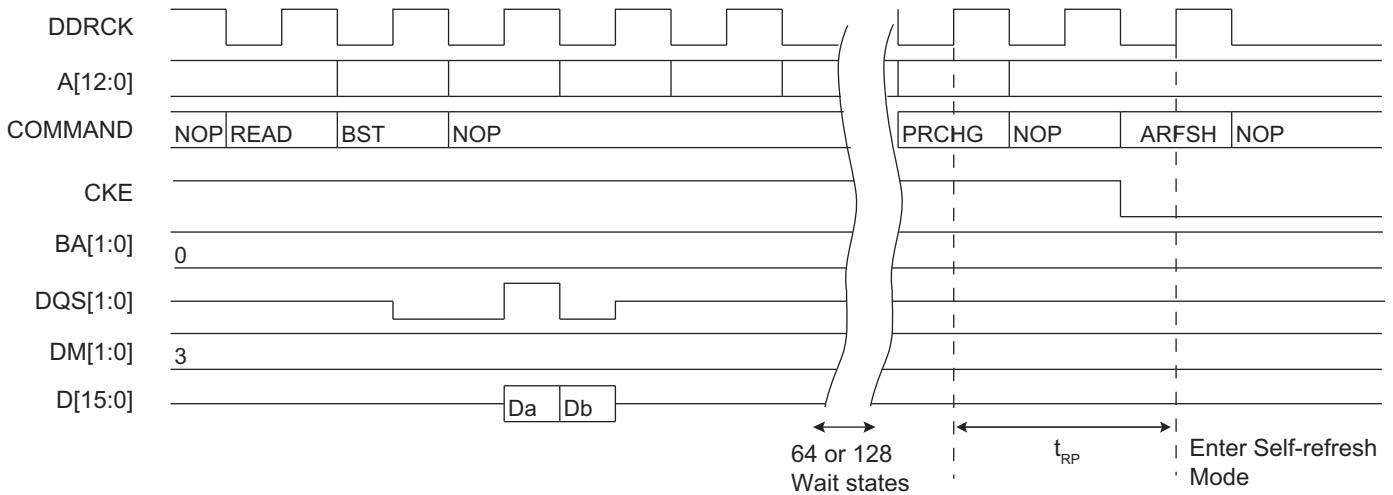 DDRCK
A[12:0]
COMMAND NOP READ BST NOP PRCHG NOP ARFSH NOP
CKE
BA[1:0] 0
DQS[1:0]
DM[1:0] 3
D[15:0] Da Db
64 or 128
Wait states
tRP
Enter Self-refresh
Mode